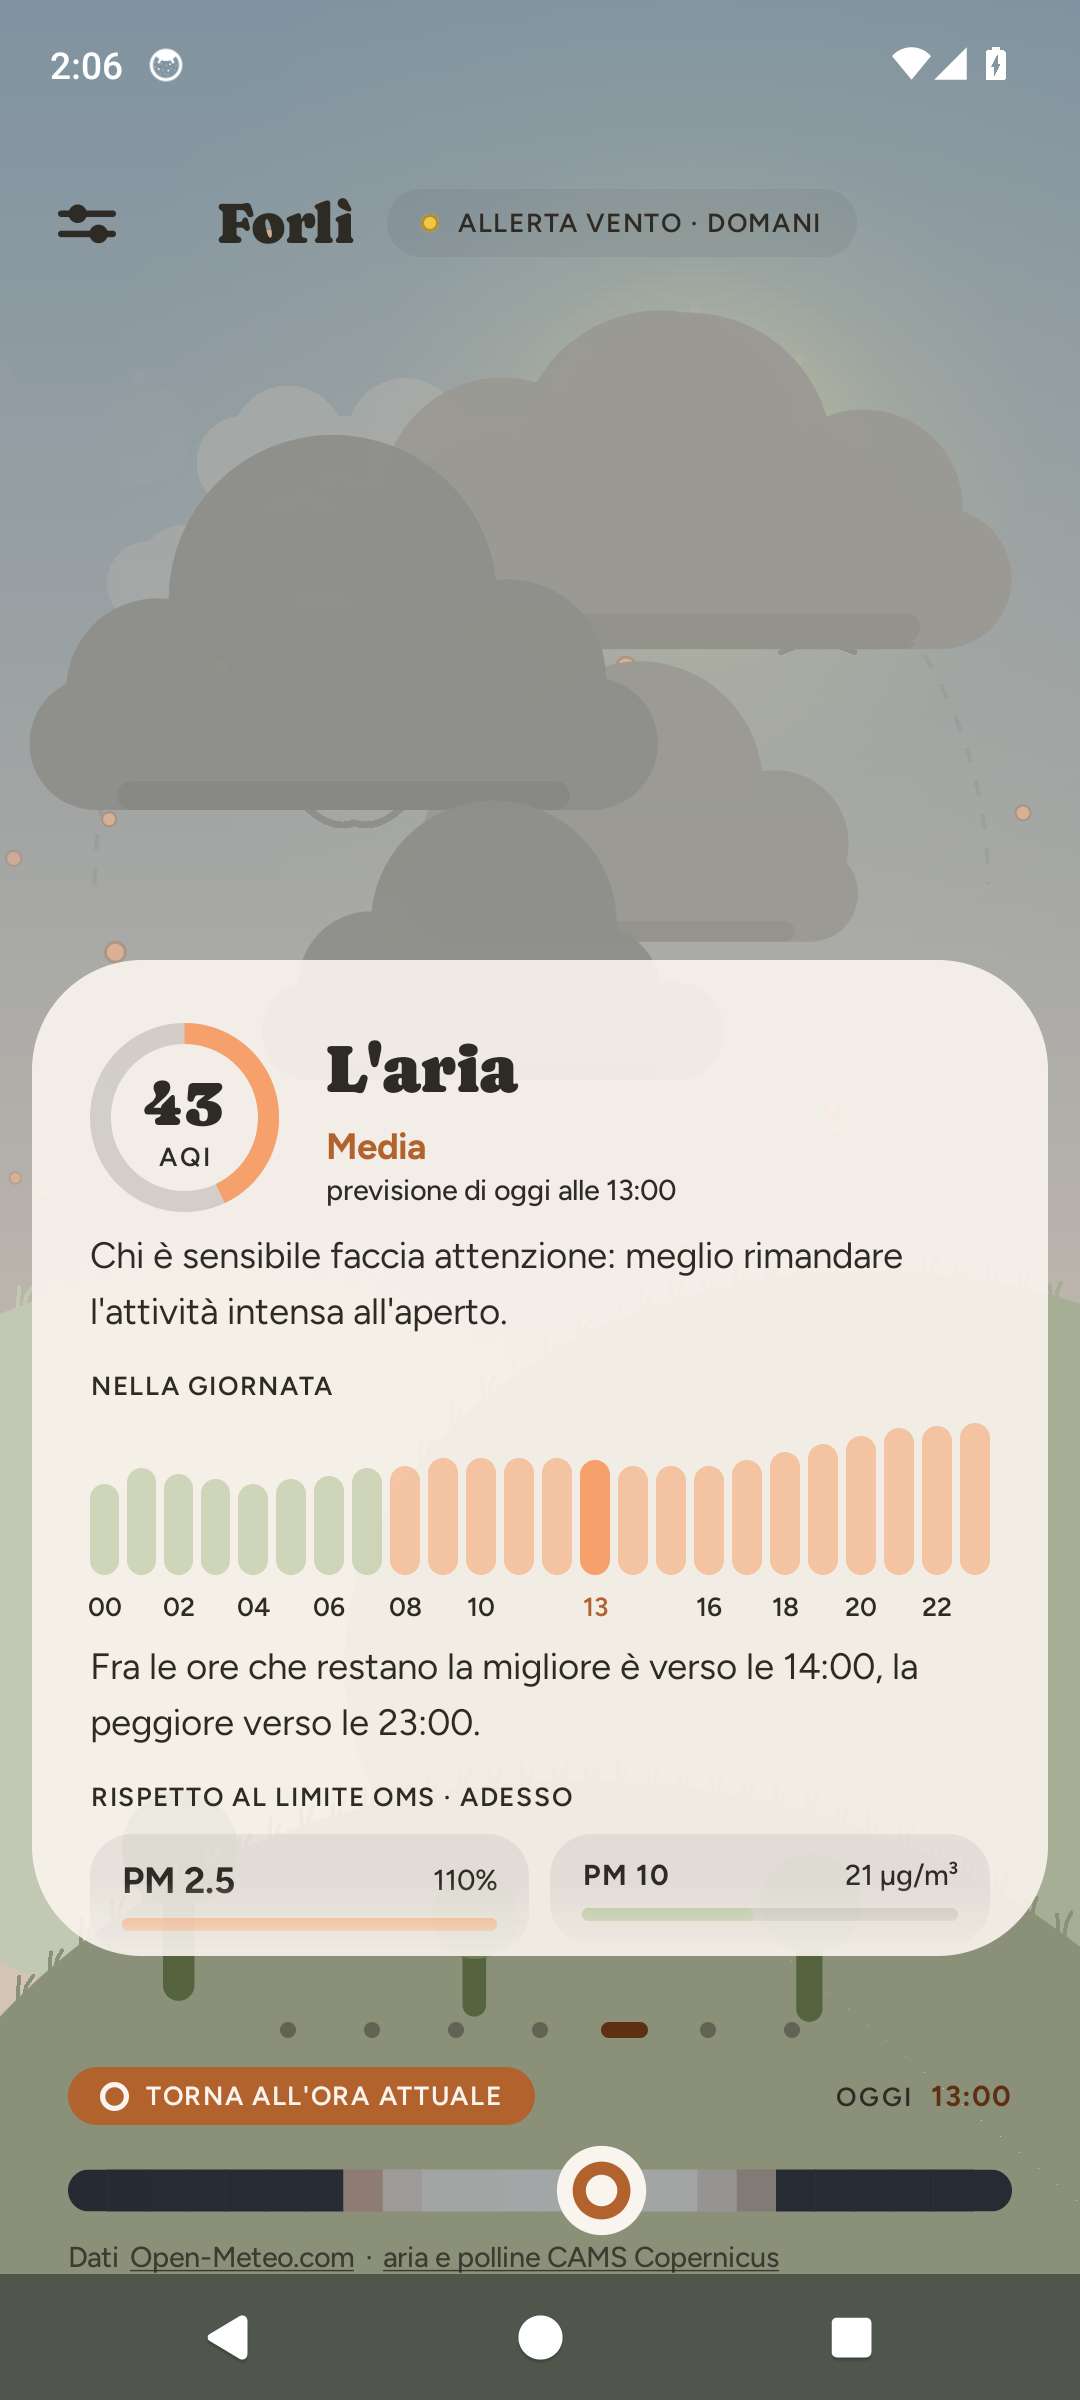 2:06
Forlì
ALLERTA VENTO · DOMANI
43
AQI
L'aria
Media
previsione di oggi alle 13:00
Chi è sensibile faccia attenzione: meglio rimandare
l'attività intensa all'aperto.
NELLA GIORNATA
00 02 04 06 08 10 13 16 18 20 22
Fra le ore che restano la migliore è verso le 14:00, la
peggiore verso le 23:00.
RISPETTO AL LIMITE OMS · ADESSO
PM 2.5 110%
PM 10 21 µg/m³
TORNA ALL'ORA ATTUALE
OGGI 13:00
Dati Open-Meteo.com · aria e polline CAMS Copernicus